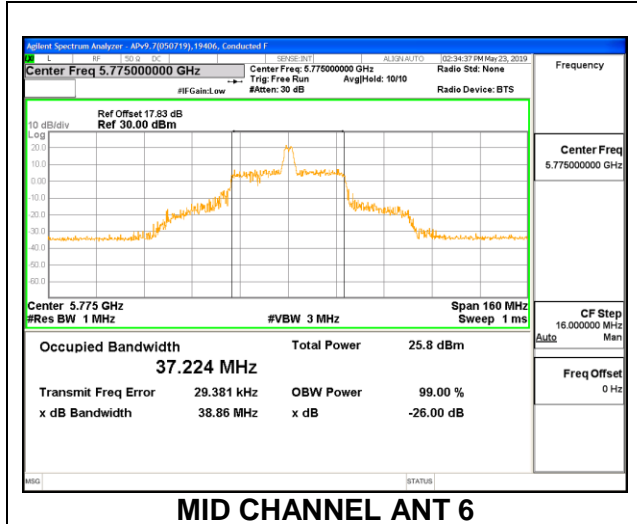 Agilent Spectrum Analyzer - APv9.7(050719),19406, Conducted F
L RF 50 Ω DC SENSE:INT ALIGN AUTO 02:34:37 PM May 23, 2019
Center Freq 5.775000000 GHz
Center Freq: 5.775000000 GHz
Radio Std: None
Trig: Free Run Avg|Hold: 10/10
#IFGain:Low #Atten: 30 dB Radio Device: BTS
Frequency
Ref Offset 17.83 dB
10 dB/div Ref 30.00 dBm
Log
20.0
10.0
0.00
-10.0
-20.0
-30.0
-40.0
-50.0
-60.0
Center 5.775 GHz Span 160 MHz
#Res BW 1 MHz #VBW 3 MHz Sweep 1 ms
Occupied Bandwidth Total Power 25.8 dBm
37.224 MHz
Transmit Freq Error 29.381 kHz OBW Power 99.00 %
x dB Bandwidth 38.86 MHz x dB -26.00 dB
Center Freq
5.775000000 GHz
CF Step
16.000000 MHz
Auto Man
Freq Offset
0 Hz
MSG STATUS
MID CHANNEL ANT 6